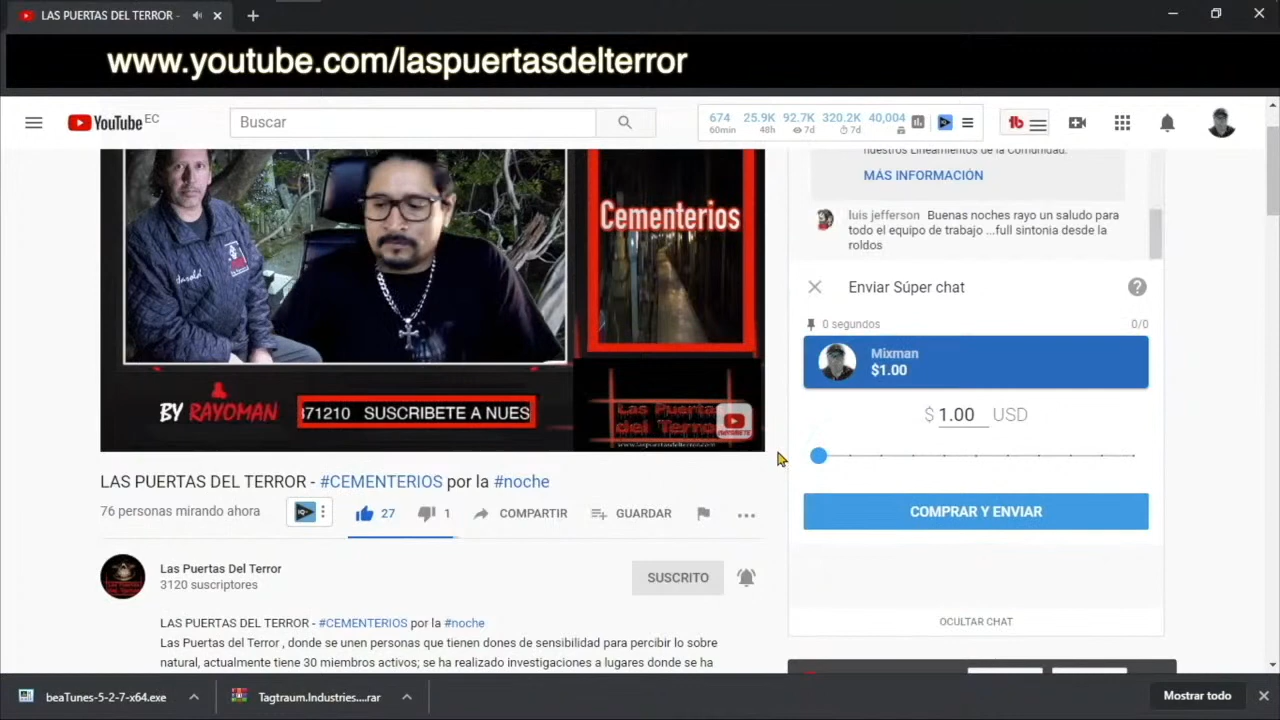 LAS PUERTAS DEL TERROR -
www.youtube.com/laspuertasdelterror
YouTube EC
Buscar
674 25.9K 92.7K 320.2K 40,004
60min 48h 7d 7d
nuestros Lineamientos de la Comunidad.
MÁS INFORMACIÓN
luis jefferson Buenas noches rayo un saludo para
todo el equipo de trabajo ...full sintonia desde la
roldos
Enviar Súper chat
0 segundos 0/0
Mixman
$1.00
$ 1.00 USD
COMPRAR Y ENVIAR
OCULTAR CHAT
Harold
Cementerios
BY RAYOMAN
371210 SUSCRIBETE A NUES
Las Puertas
del Terror
LAS PUERTAS DEL TERROR - #CEMENTERIOS por la #noche
76 personas mirando ahora
27 1 COMPARTIR GUARDAR
Las Puertas Del Terror
3120 suscriptores
SUSCRITO
LAS PUERTAS DEL TERROR - #CEMENTERIOS por la #noche
Las Puertas del Terror , donde se unen personas que tienen dones de sensibilidad para percibir lo sobre
natural, actualmente tiene 30 miembros activos; se ha realizado investigaciones a lugares donde se ha
beaTunes-5-2-7-x64.exe
Tagtraum.Industries....rar
Mostrar todo